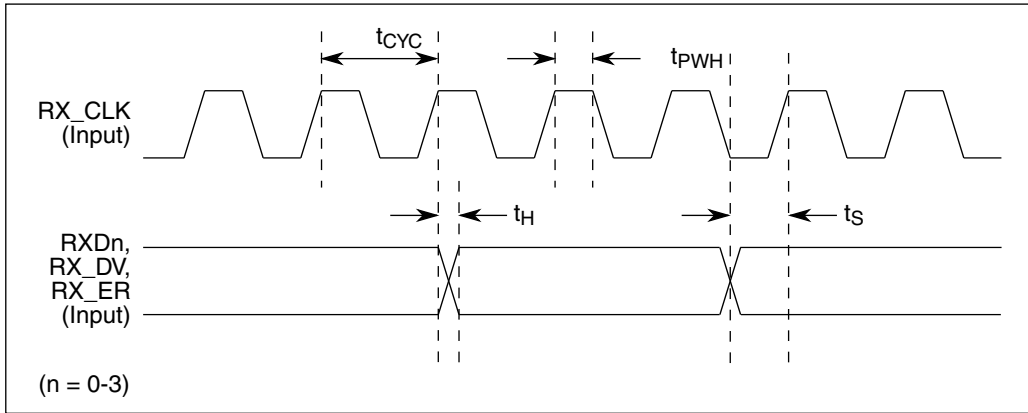 tCYC
tPWH
RX_CLK
(Input)
tH
tS
RXDn,
RX_DV,
RX_ER
(Input)
(n = 0-3)